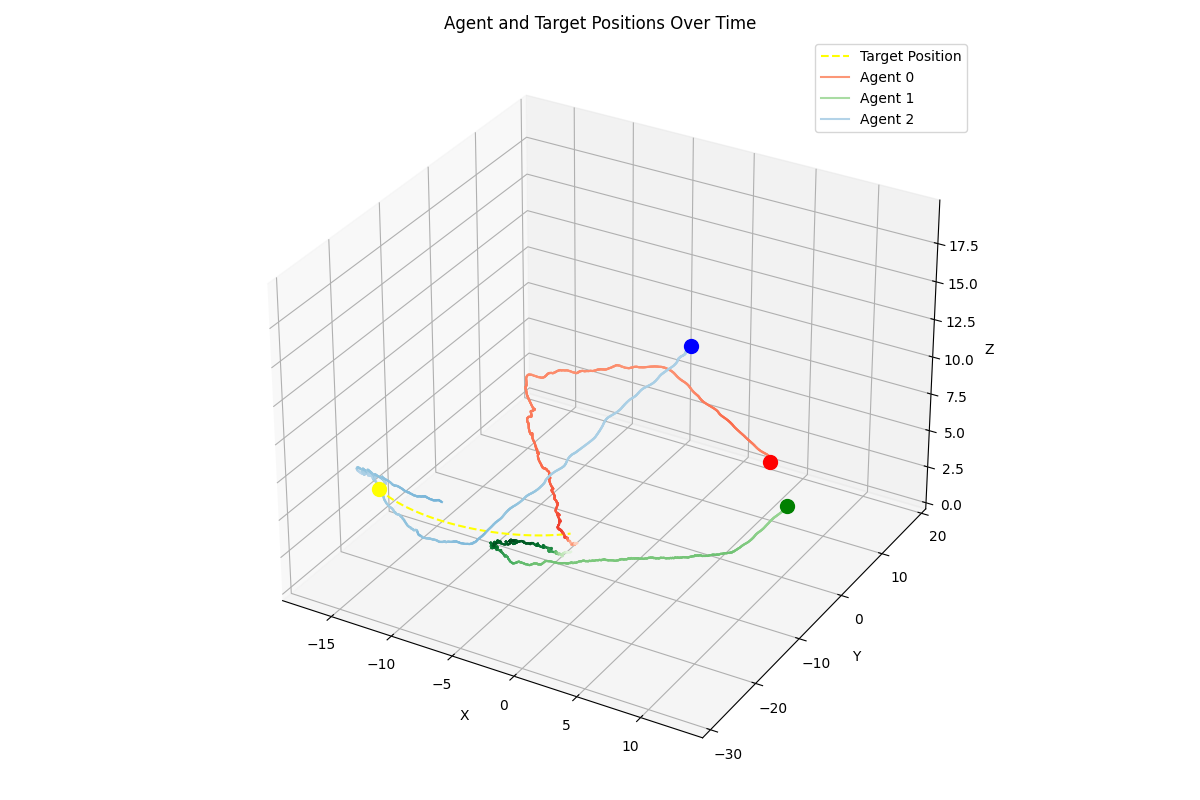 Agent and Target Positions Over Time
Target Position
Agent 0
Agent 1
Agent 2
17.5
15.0
12.5
10.0
7.5
5.0
2.5
0.0
Z
20
10
0
−10
−20
−30
Y
−15
−10
−5
0
5
10
X